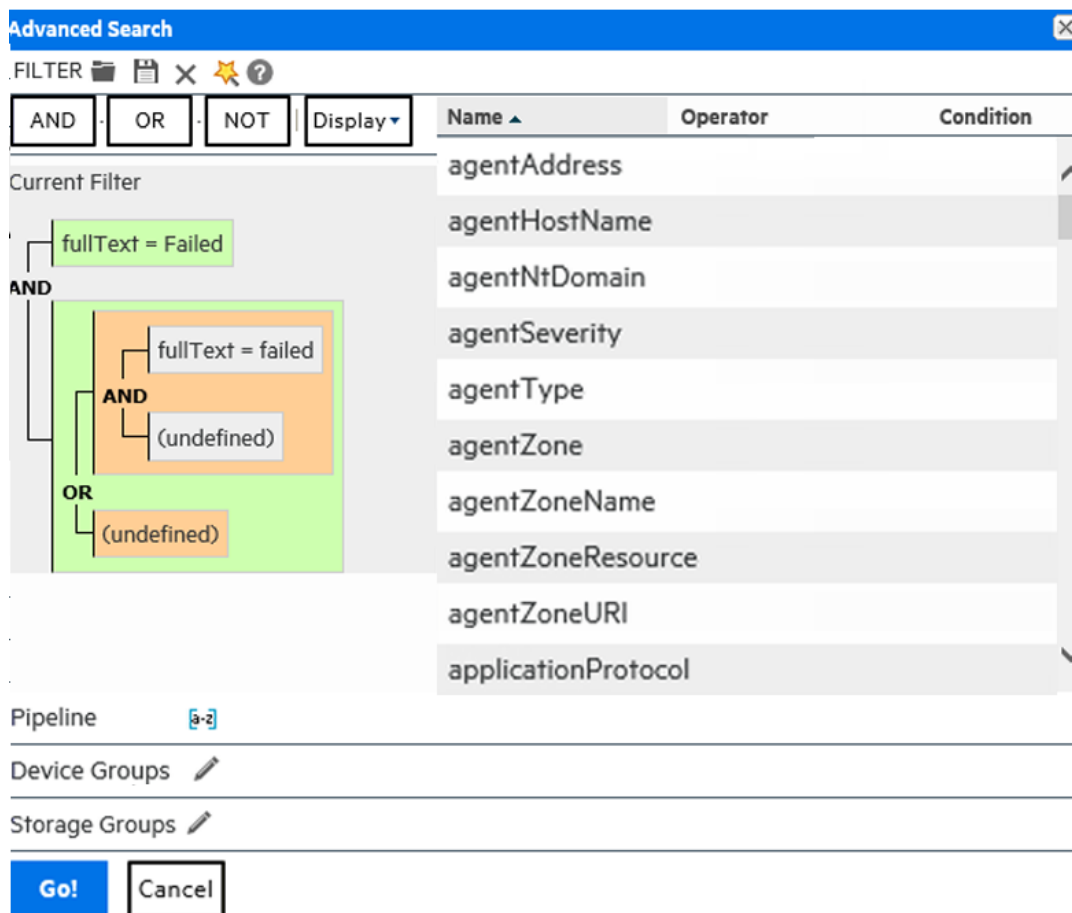 Advanced Search
FILTER
AND OR NOT Display
Name Operator Condition
Current Filter
fullText = Failed
AND
fullText = failed
AND
(undefined)
OR
(undefined)
agentAddress
agentHostName
agentNtDomain
agentSeverity
agentType
agentZone
agentZoneName
agentZoneResource
agentZoneURI
applicationProtocol
Pipeline [a-z]
Device Groups
Storage Groups
Go! Cancel